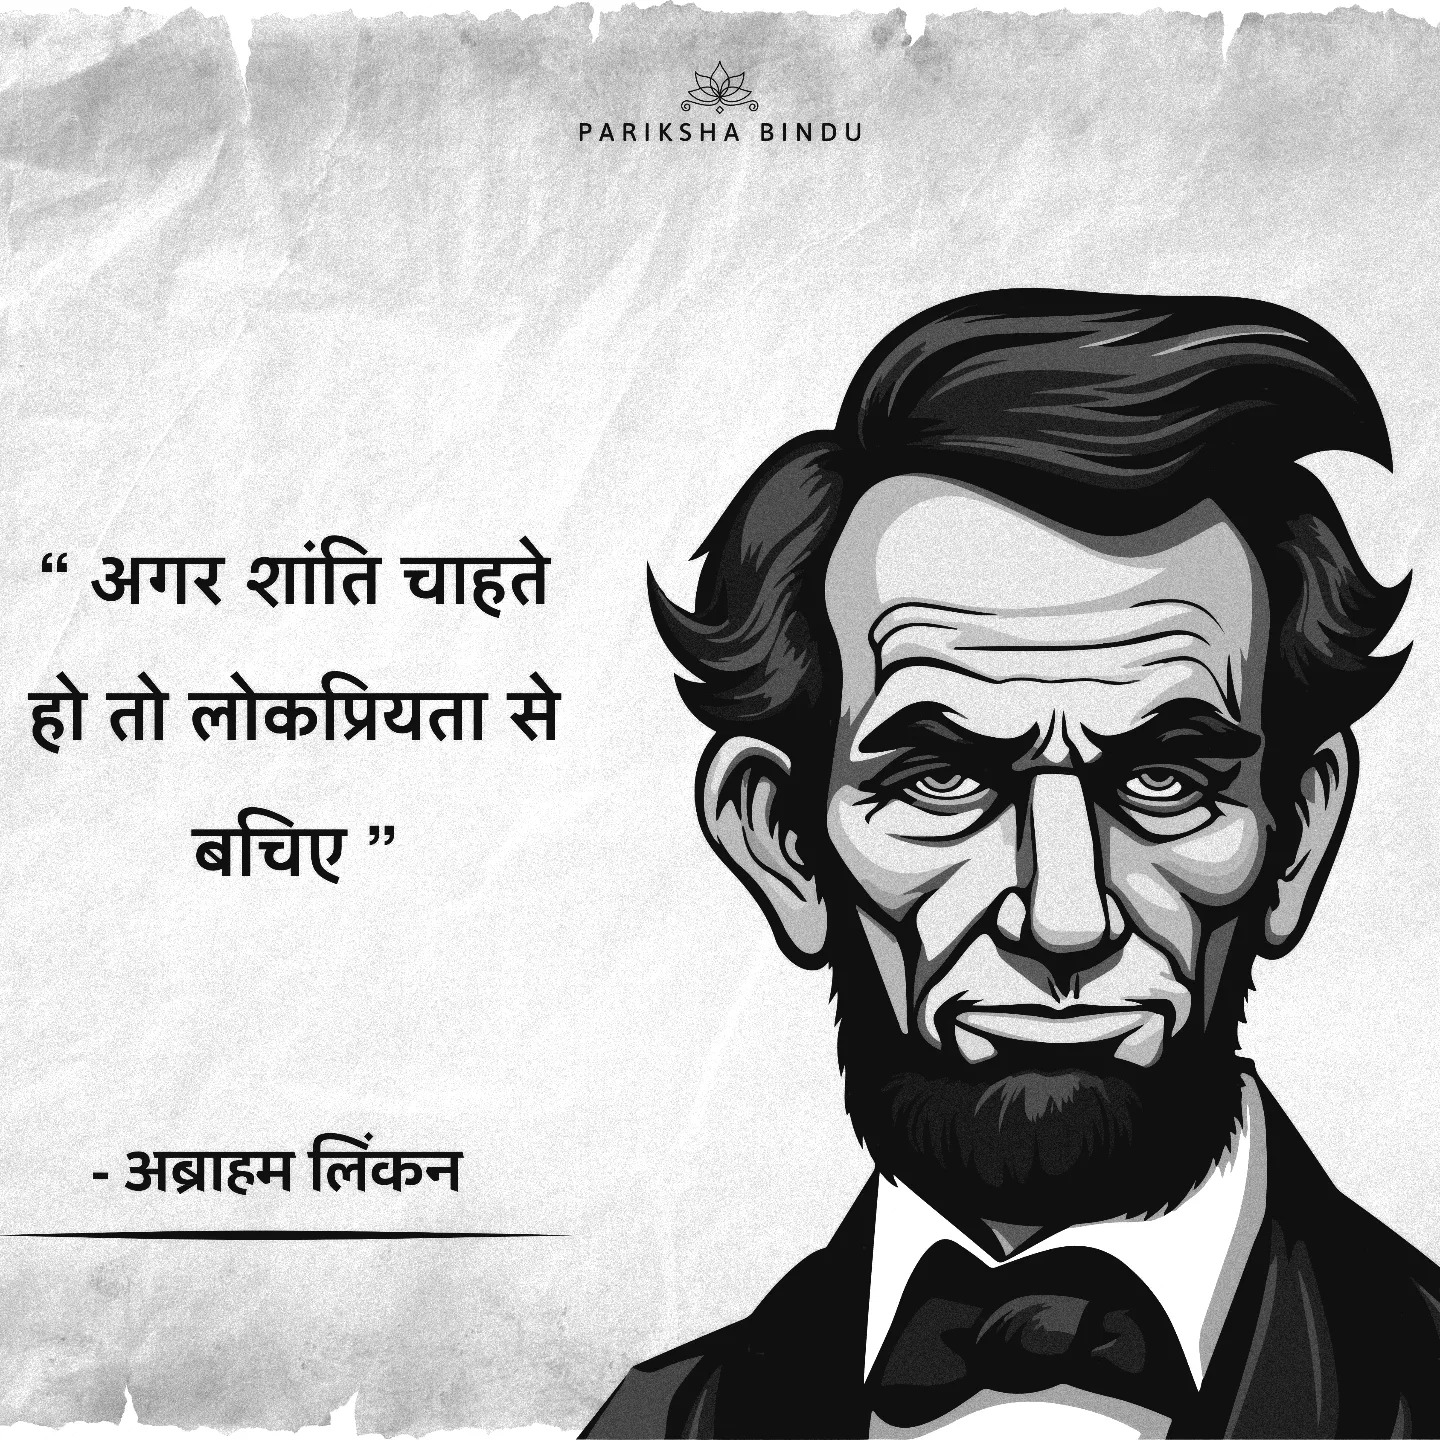 PARIKSHA BINDU
“ अगर शांति चाहते
हो तो लोकप्रियता से
बचिए ”
- अब्राहम लिंकन